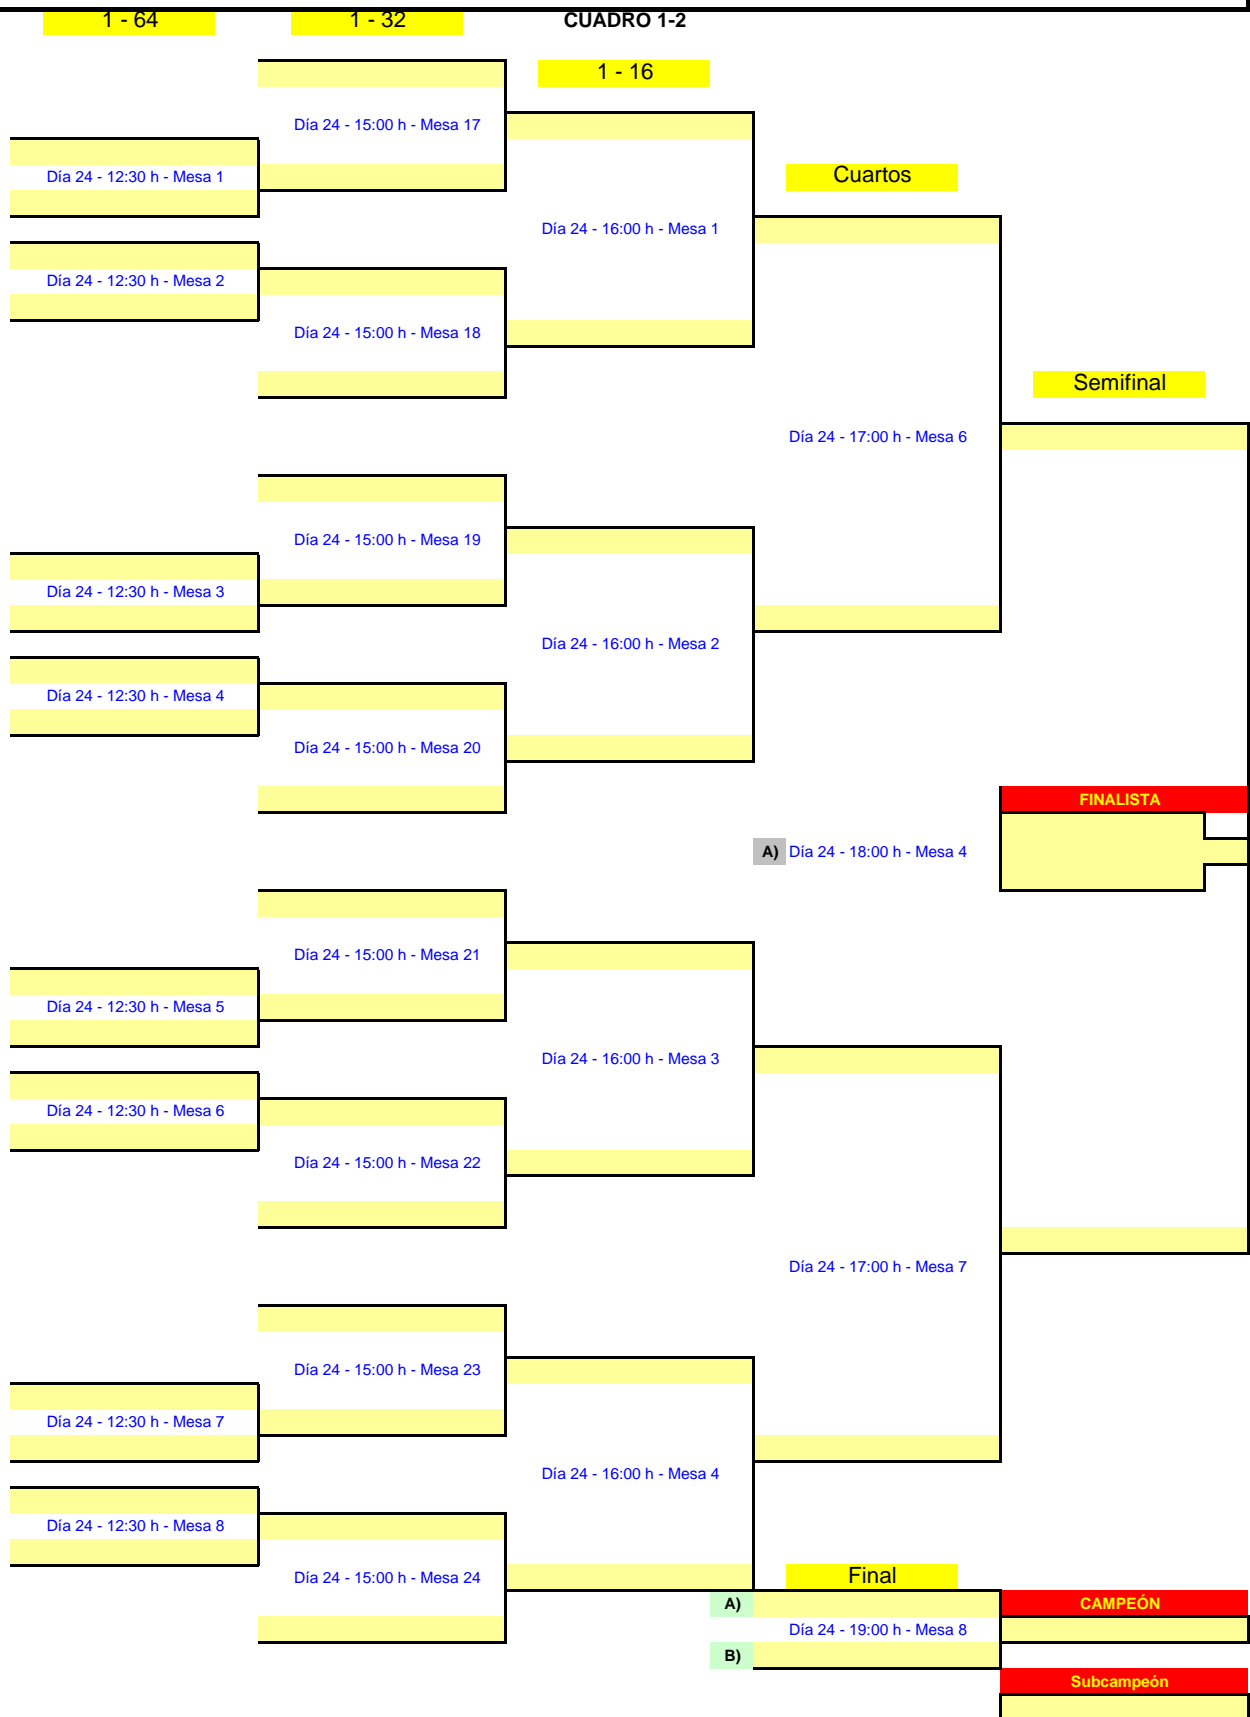 1 - 64
1 - 32
CUADRO 1-2
1 - 16
Día 24 - 15:00 h - Mesa 17
Día 24 - 12:30 h - Mesa 1
Cuartos
Día 24 - 16:00 h - Mesa 1
Día 24 - 12:30 h - Mesa 2
Día 24 - 15:00 h - Mesa 18
Semifinal
Día 24 - 17:00 h - Mesa 6
Día 24 - 15:00 h - Mesa 19
Día 24 - 12:30 h - Mesa 3
Día 24 - 16:00 h - Mesa 2
Día 24 - 12:30 h - Mesa 4
Día 24 - 15:00 h - Mesa 20
FINALISTA
A) Día 24 - 18:00 h - Mesa 4
Día 24 - 15:00 h - Mesa 21
Día 24 - 12:30 h - Mesa 5
Día 24 - 16:00 h - Mesa 3
Día 24 - 12:30 h - Mesa 6
Día 24 - 15:00 h - Mesa 22
Día 24 - 17:00 h - Mesa 7
Día 24 - 15:00 h - Mesa 23
Día 24 - 12:30 h - Mesa 7
Día 24 - 16:00 h - Mesa 4
Día 24 - 12:30 h - Mesa 8
Día 24 - 15:00 h - Mesa 24
Final
A)
CAMPEÓN
Día 24 - 19:00 h - Mesa 8
B)
Subcampeón